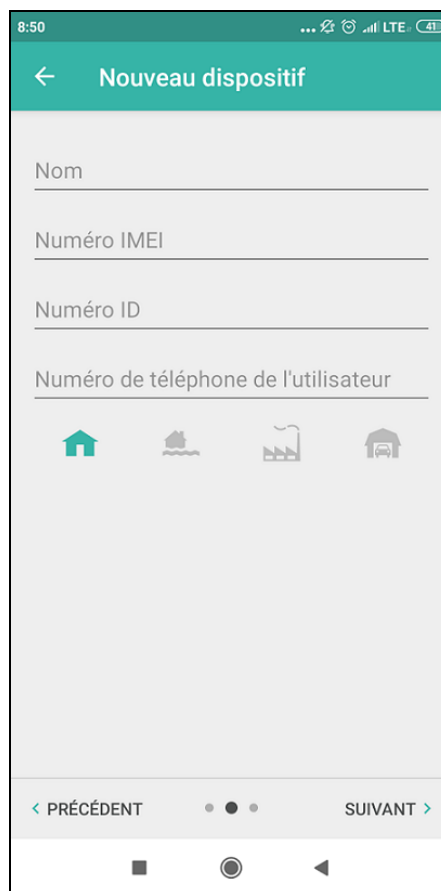 8:50 ... LTE 41
Nouveau dispositif
Nom
Numéro IMEI
Numéro ID
Numéro de téléphone de l'utilisateur
PRÉCÉDENT SUIVANT